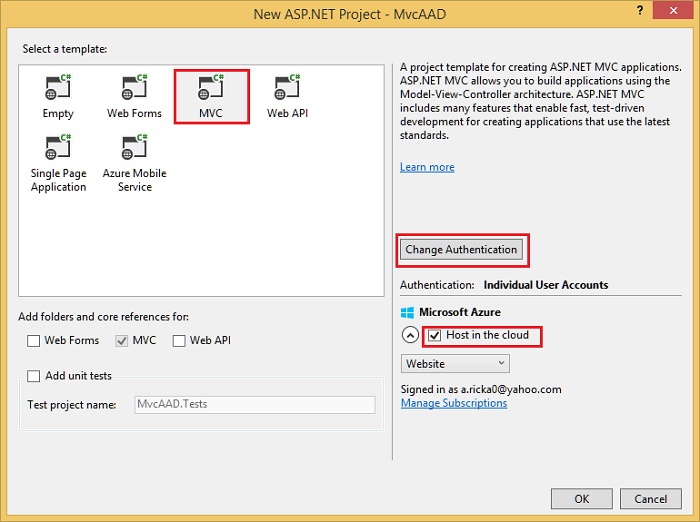 New ASP.NET Project - MvcAAD
?
Select a template:
C# C# C# C#
Empty Web Forms MVC Web API
C# C#
Single Page Azure Mobile
Application Service
A project template for creating ASP.NET MVC applications.
ASP.NET MVC allows you to build applications using the
Model-View-Controller architecture. ASP.NET MVC
includes many features that enable fast, test-driven
development for creating applications that use the latest
standards.
Learn more
Change Authentication
Authentication: Individual User Accounts
Microsoft Azure
Host in the cloud
Website
Signed in as a.ricka0@yahoo.com
Manage Subscriptions
Add folders and core references for:
Web Forms MVC Web API
Add unit tests
Test project name: MvcAAD.Tests
OK Cancel